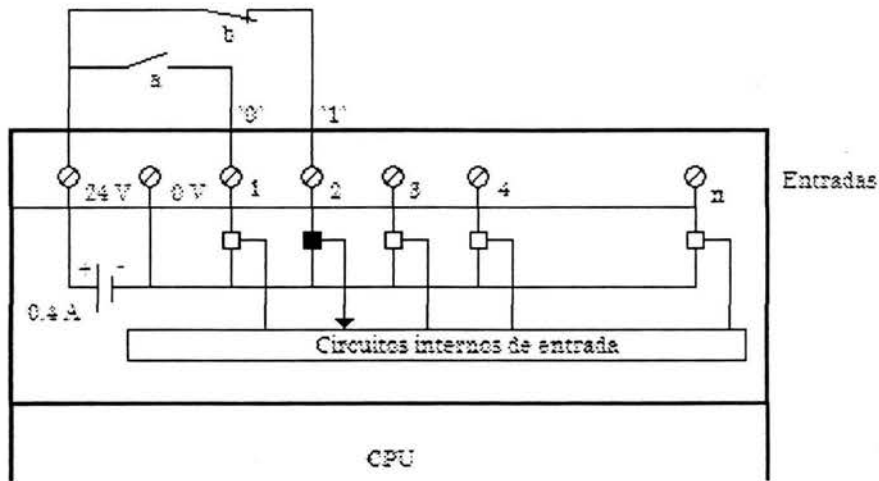 b
a
"0" "1"
24 V 0 V 1 2 3 4 n Entradas
+ -
0.4 A
Circuitos internos de entrada
CPU